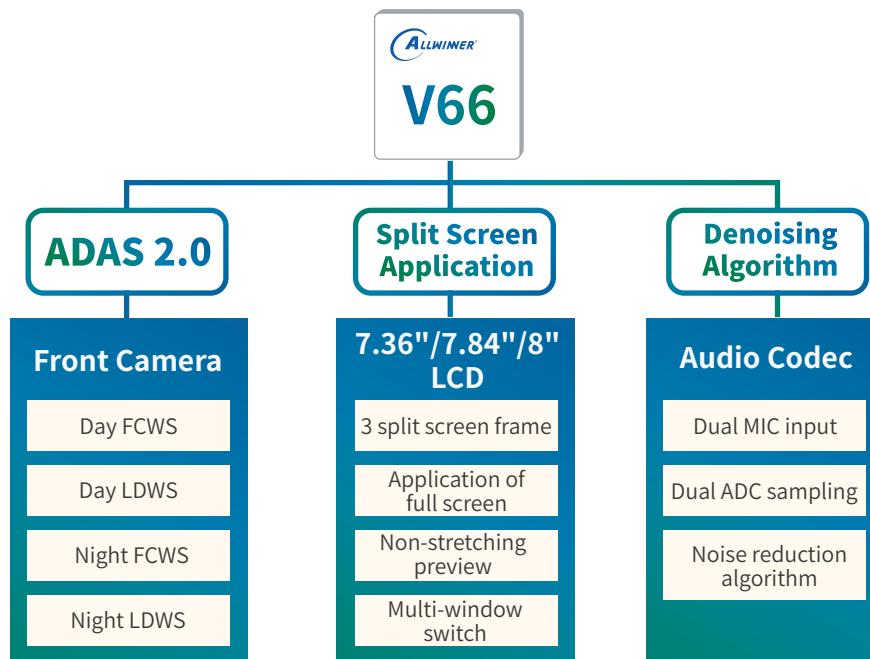 ALLWINNER
V66
ADAS 2.0
Split Screen
Application
Denoising
Algorithm
Front Camera
Day FCWS
Day LDWS
Night FCWS
Night LDWS
7.36"/7.84"/8"
LCD
3 split screen frame
Application of
full screen
Non-stretching
preview
Multi-window
switch
Audio Codec
Dual MIC input
Dual ADC sampling
Noise reduction
algorithm